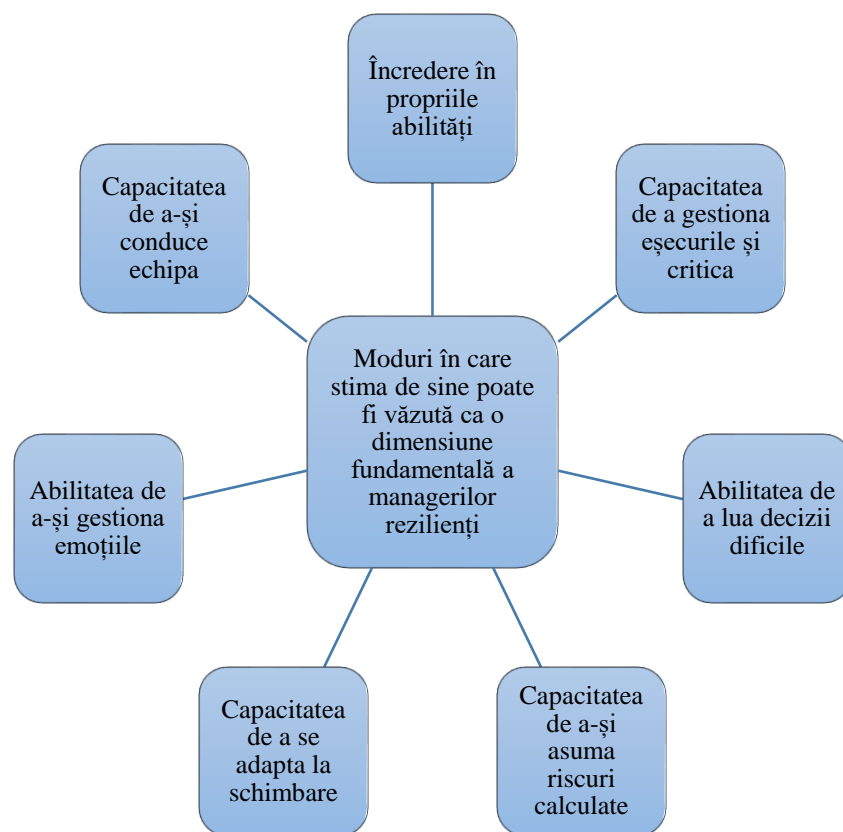 Încredere în
propriile
abilități
Capacitatea
de a gestiona
eșecurile și
critica
Abilitatea de
a lua decizii
dificile
Capacitatea
de a-și
asuma
riscuri
calculate
Capacitatea
de a se
adapta la
schimbare
Abilitatea de
a-și gestiona
emoțiile
Capacitatea
de a-și
conduce
echipa
Moduri în care
stima de sine poate
fi văzută ca o
dimensiune
fundamentală a
managerilor
rezilienți